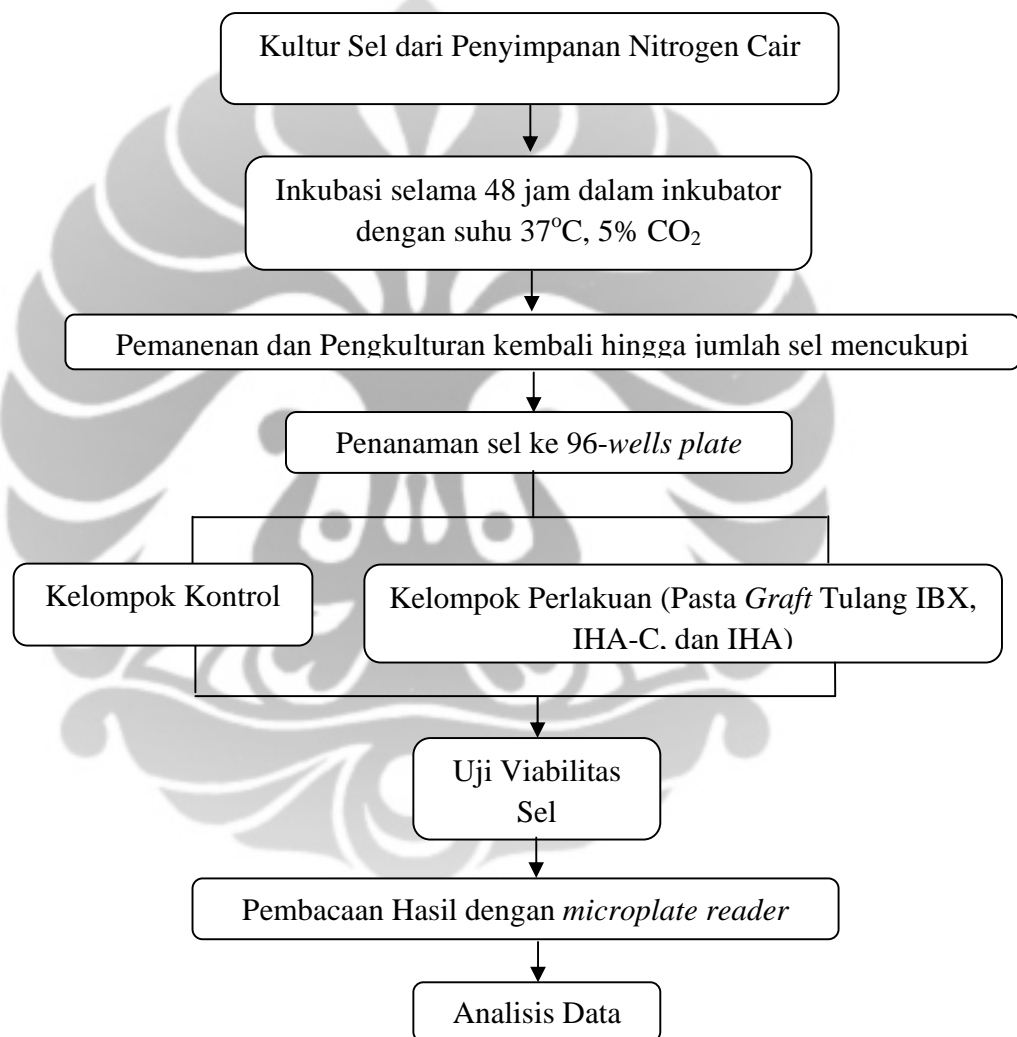 Kultur Sel dari Penyimpanan Nitrogen Cair
Inkubasi selama 48 jam dalam inkubator
dengan suhu 37°C, 5% CO₂
Pemanenan dan Pengkulturan kembali hingga jumlah sel mencukupi
Penanaman sel ke 96-wells plate
Kelompok Kontrol
Kelompok Perlakuan (Pasta Graft Tulang IBX,
IHA-C, dan IHA)
Uji Viabilitas
Sel
Pembacaan Hasil dengan microplate reader
Analisis Data